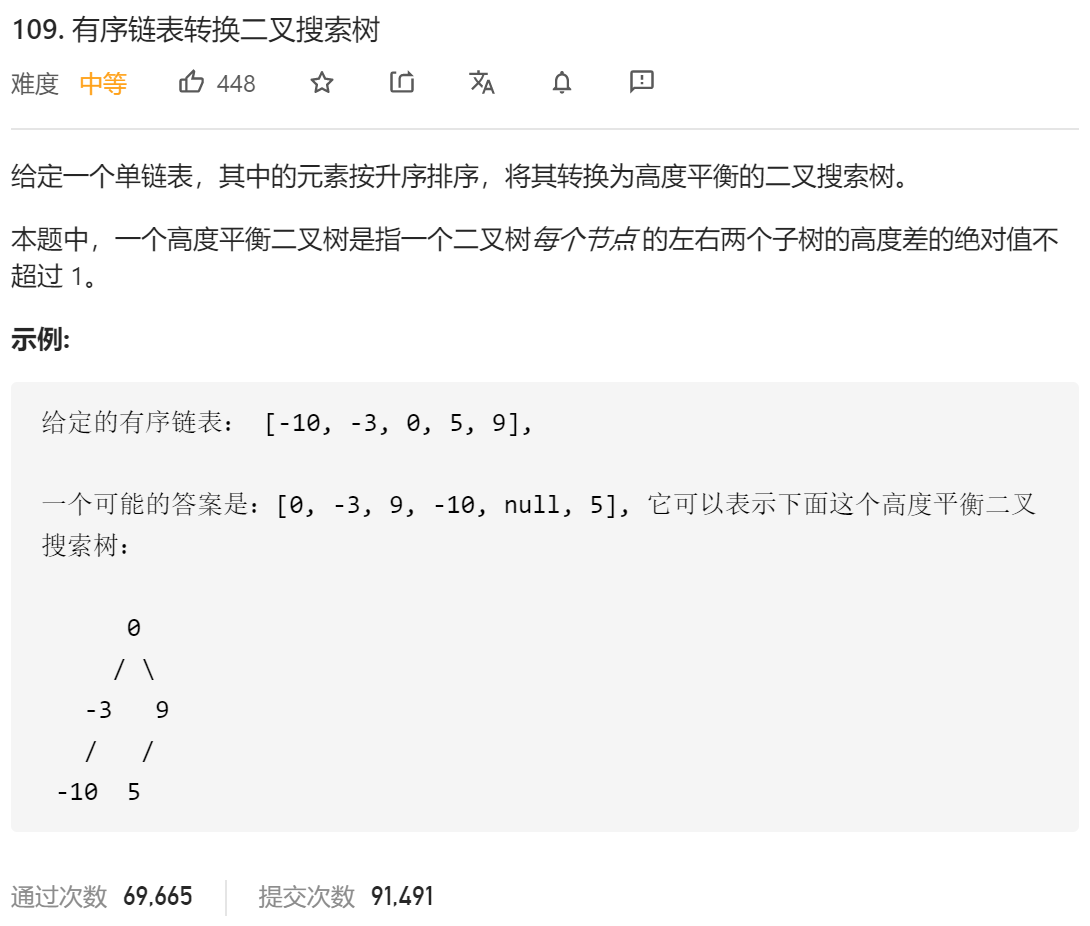 109. 有序链表转换二叉搜索树
难度 中等 448
给定一个单链表，其中的元素按升序排序，将其转换为高度平衡的二叉搜索树。
本题中，一个高度平衡二叉树是指一个二叉树每个节点 的左右两个子树的高度差的绝对值不
超过 1。
示例:
给定的有序链表： [-10, -3, 0, 5, 9],
一个可能的答案是：[0, -3, 9, -10, null, 5], 它可以表示下面这个高度平衡二叉
搜索树：
0
/ \
-3 9
/ /
-10 5
通过次数 69,665 提交次数 91,491